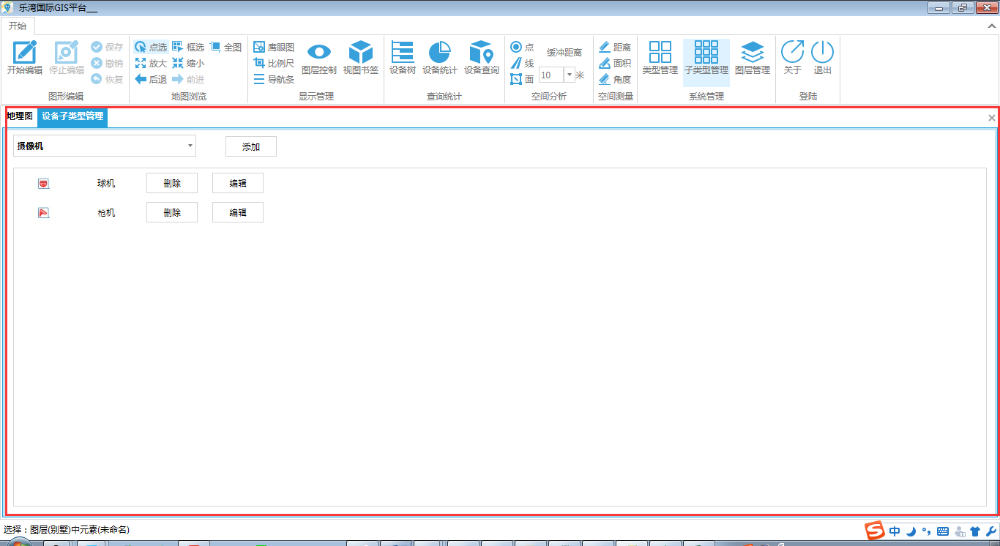 乐湾国际GIS平台___
开始
开始编辑 停止编辑 保存 撤销 恢复
图形编辑
点选 框选 全图
放大 缩小
后退 前进
地图浏览
鹰眼图 比例尺 导航条 图层控制 视图书签
显示管理
设备树 设备统计 设备查询
查询统计
点 线 面 缓冲距离 10 米
空间分析
距离 面积 角度
空间测量
类型管理 子类型管理 图层管理
系统管理
关于 退出
登陆
地理图 设备子类型管理
摄像机 添加
球机 删除 编辑
枪机 删除 编辑
选择：图层(别墅)中元素(未命名)
S 中